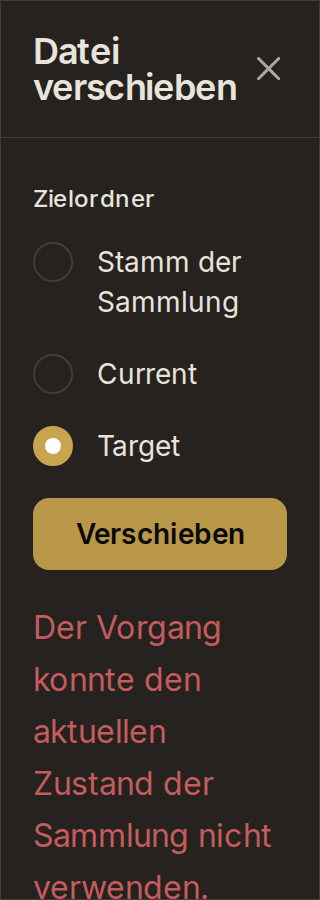 Datei
verschieben
Zielordner
Stamm der
Sammlung
Current
Target
Verschieben
Der Vorgang
konnte den
aktuellen
Zustand der
Sammlung nicht
verwenden.